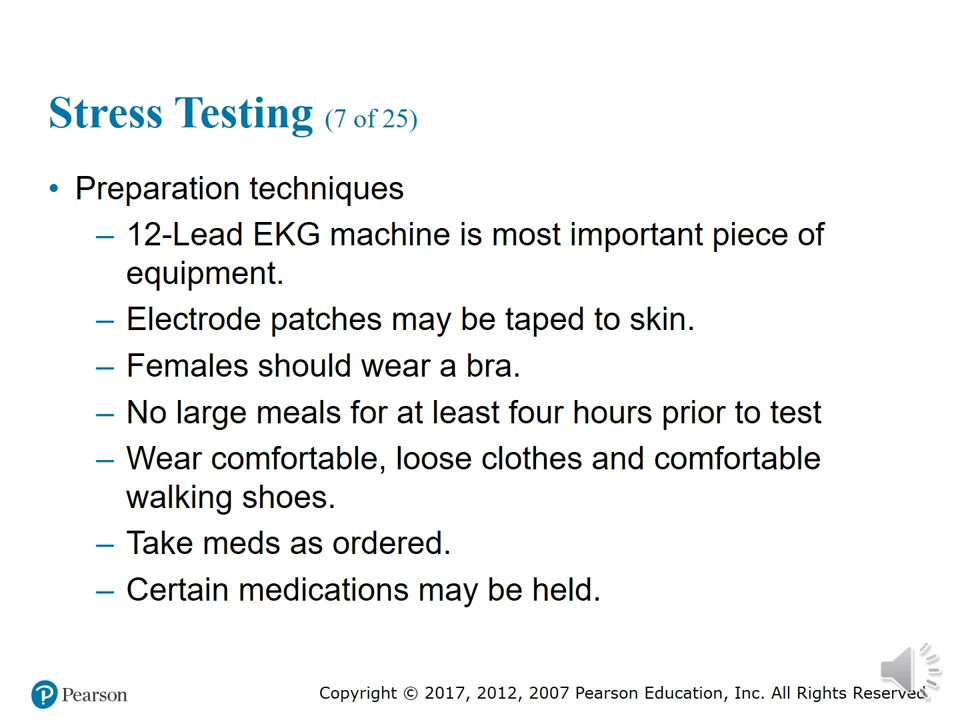 Stress Testing (7 of 25)
• Preparation techniques
– 12-Lead EKG machine is most important piece of
equipment.
– Electrode patches may be taped to skin.
– Females should wear a bra.
– No large meals for at least four hours prior to test
– Wear comfortable, loose clothes and comfortable
walking shoes.
– Take meds as ordered.
– Certain medications may be held.
P Pearson
Copyright © 2017, 2012, 2007 Pearson Education, Inc. All Rights Reserved